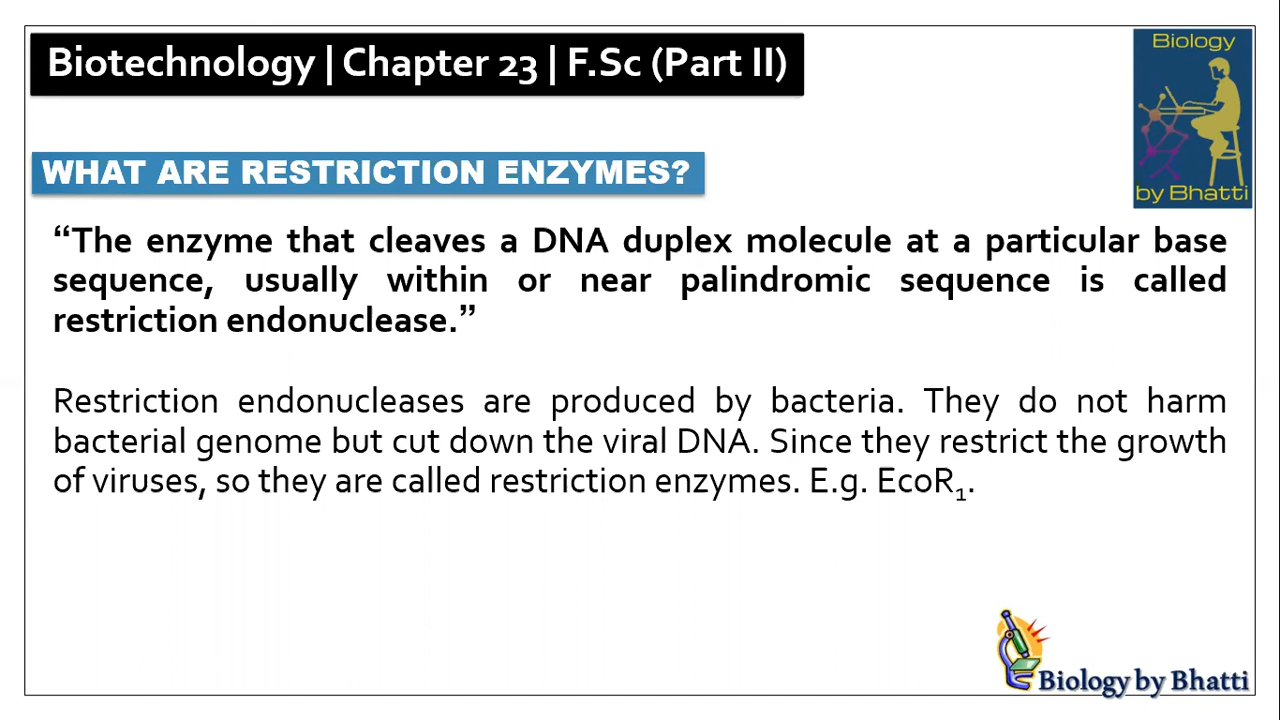 Biotechnology | Chapter 23 | F.Sc (Part II)
Biology
by Bhatti
WHAT ARE RESTRICTION ENZYMES?
“The enzyme that cleaves a DNA duplex molecule at a particular base
sequence, usually within or near palindromic sequence is called
restriction endonuclease.”
Restriction endonucleases are produced by bacteria. They do not harm
bacterial genome but cut down the viral DNA. Since they restrict the growth
of viruses, so they are called restriction enzymes. E.g. EcoR₁.
Biology by Bhatti